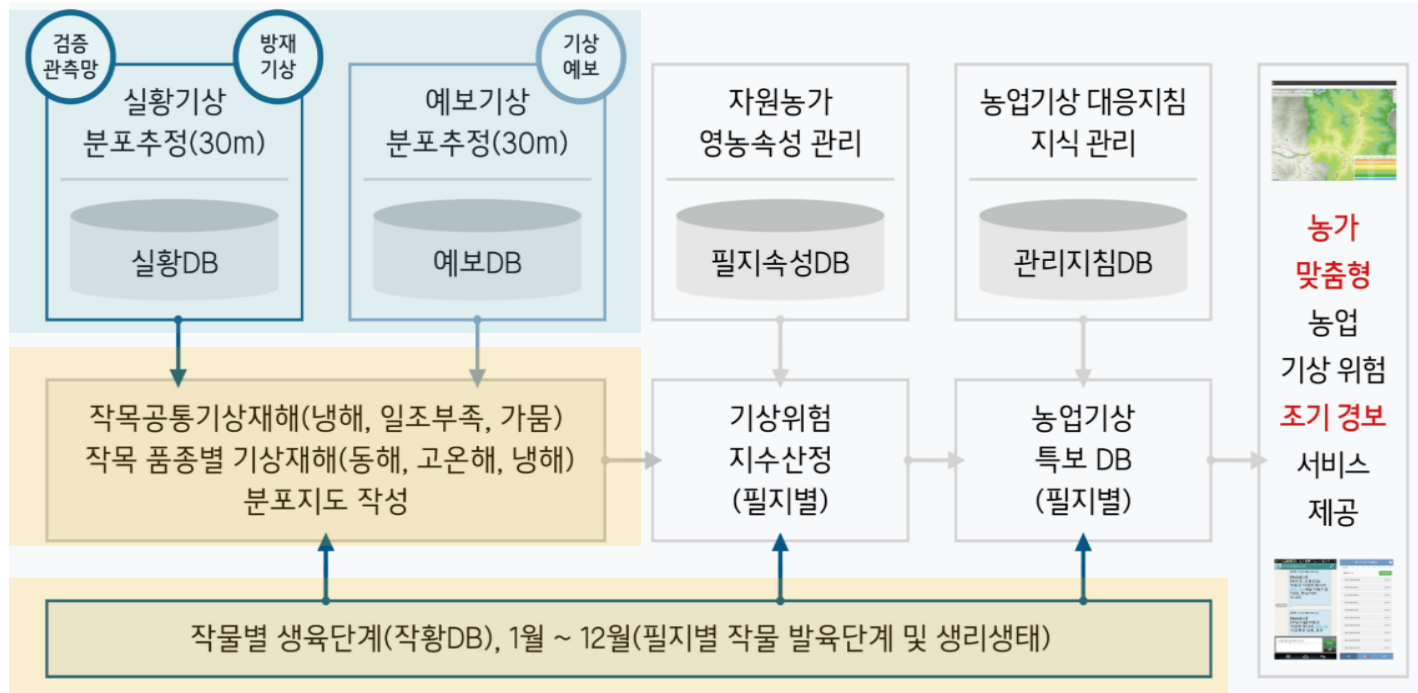 검증
관측망
방재
기상
실황기상
분포추정(30m)
실황DB
기상
예보
예보기상
분포추정(30m)
예보DB
자원농가
영농속성 관리
필지속성DB
농업기상 대응지침
지식 관리
관리지침DB
작목공통기상재해(냉해, 일조부족, 가뭄)
작목 품종별 기상재해(동해, 고온해, 냉해)
분포지도 작성
기상위험
지수산정
(필지별)
농업기상
특보 DB
(필지별)
작물별 생육단계(작황DB), 1월 ~ 12월(필지별 작물 발육단계 및 생리생태)
농가
맞춤형
농업
기상 위험
조기 경보
서비스
제공